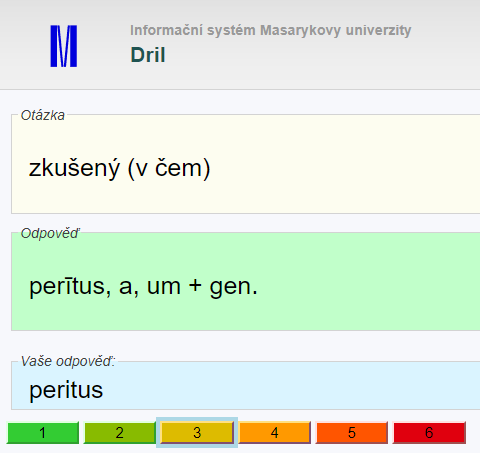 Informační systém Masarykovy univerzity
Dril
Otázka
zkušený (v čem)
Odpověď
perītus, a, um + gen.
Vaše odpověď:
peritus
1 2 3 4 5 6